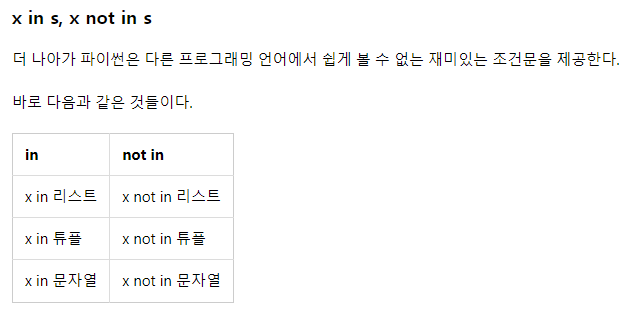 x in s, x not in s
더 나아가 파이썬은 다른 프로그래밍 언어에서 쉽게 볼 수 없는 재미있는 조건문을 제공한다.
바로 다음과 같은 것들이다.
in not in
x in 리스트 x not in 리스트
x in 튜플 x not in 튜플
x in 문자열 x not in 문자열